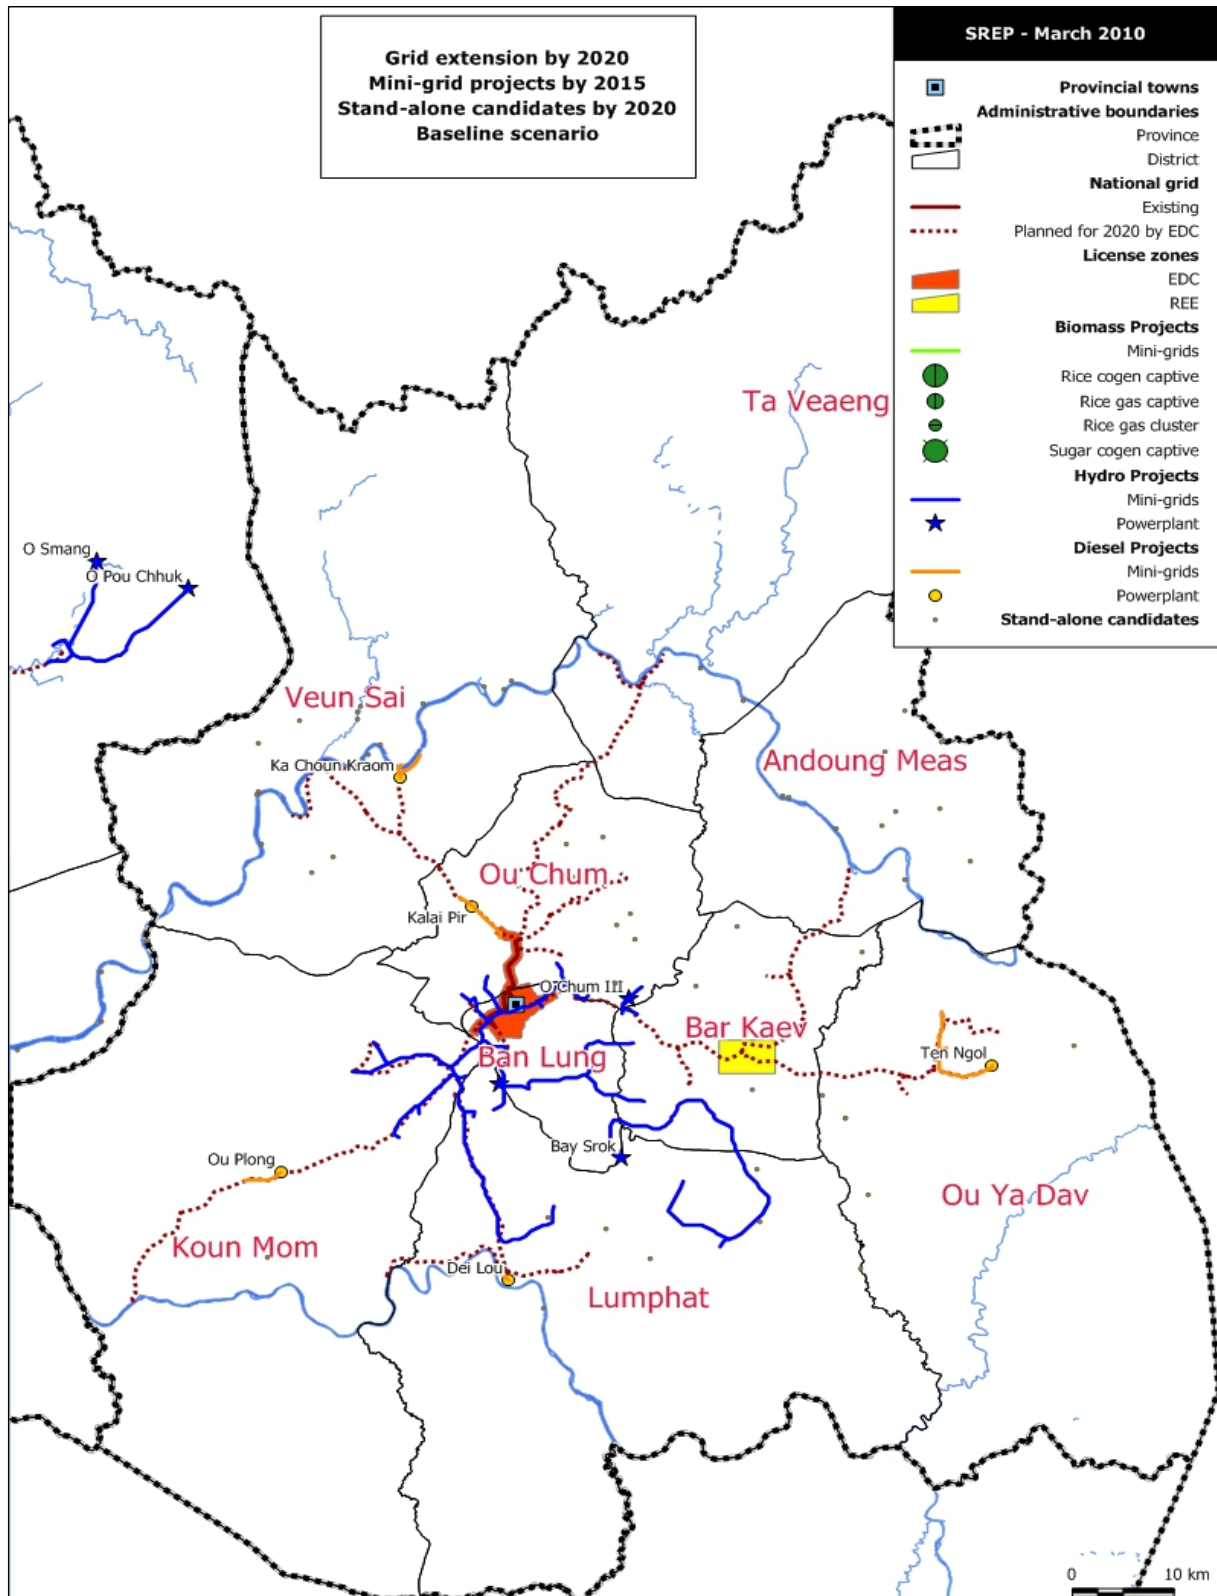 Grid extension by 2020
Mini-grid projects by 2015
Stand-alone candidates by 2020
Baseline scenario
SREP - March 2010
Provincial towns
Administrative boundaries
Province
District
National grid
Existing
Planned for 2020 by EDC
License zones
EDC
REE
Biomass Projects
Mini-grids
Rice cogen captive
Rice gas captive
Rice gas cluster
Sugar cogen captive
Hydro Projects
Mini-grids
Powerplant
Diesel Projects
Mini-grids
Powerplant
Stand-alone candidates
Ta Veaeng
O Smang
O Pou Chhuk
Veun Sai
Ka Choun Kraom
Andoung Meas
Ou Chum
Kalai Pir
O Chum III
Bar Kaev
Ban Lung
Ten Ngol
Bay Srok
Ou Plong
Ou Ya Dav
Koun Mom
Dei Lou
Lumphat
0 10 km